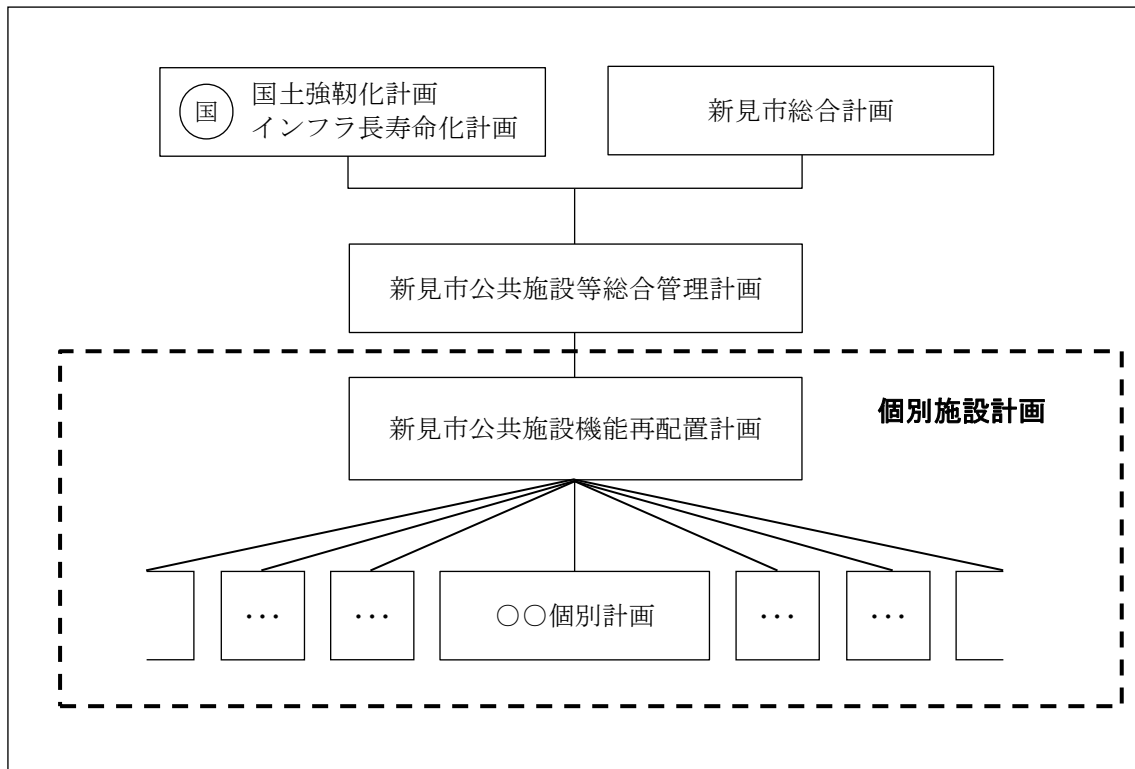 国
国土強靭化計画
インフラ長寿命化計画
新見市総合計画
新見市公共施設等総合管理計画
新見市公共施設機能再配置計画
個別施設計画
…
…
○○個別計画
…
…